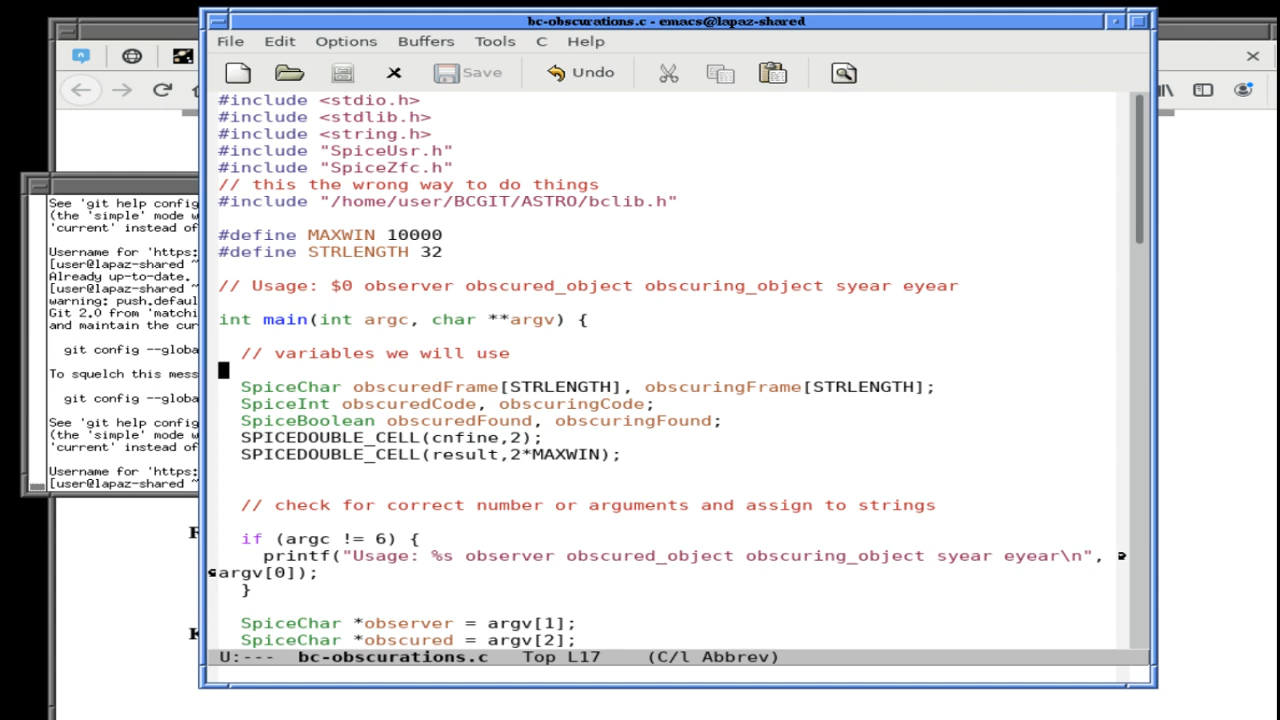 bc-obscurations.c - emacs@lapaz-shared
File Edit Options Buffers Tools C Help
Save Undo
#include <stdio.h>
#include <stdlib.h>
#include <string.h>
#include "SpiceUsr.h"
#include "SpiceZfc.h"
// this the wrong way to do things
#include "/home/user/BCGIT/ASTRO/bclib.h"
#define MAXWIN 10000
#define STRLENGTH 32
// Usage: $0 observer obscured_object obscuring_object syear eyear
int main(int argc, char **argv) {
// variables we will use
SpiceChar obscuredFrame[STRLENGTH], obscuringFrame[STRLENGTH];
SpiceInt obscuredCode, obscuringCode;
SpiceBoolean obscuredFound, obscuringFound;
SPICEDOUBLE_CELL(cnfine,2);
SPICEDOUBLE_CELL(result,2*MAXWIN);
// check for correct number or arguments and assign to strings
if (argc != 6) {
printf("Usage: %s observer obscured_object obscuring_object syear eyear\n",
argv[0]);
}
SpiceChar *observer = argv[1];
SpiceChar *obscured = argv[2];
U:--- bc-obscurations.c Top L17 (C/l Abbrev)
See 'git help config
(the 'simple' mode w
'current' instead of
Username for 'https:
[user@lapaz-shared ~
Already up-to-date.
[user@lapaz-shared ~
warning: push.defaul
Git 2.0 from 'matchi
and maintain the cur
git config --globa
To squelch this mess
git config --globa
See 'git help config
(the 'simple' mode w
'current' instead of
Username for 'https:
[user@lapaz-shared ~